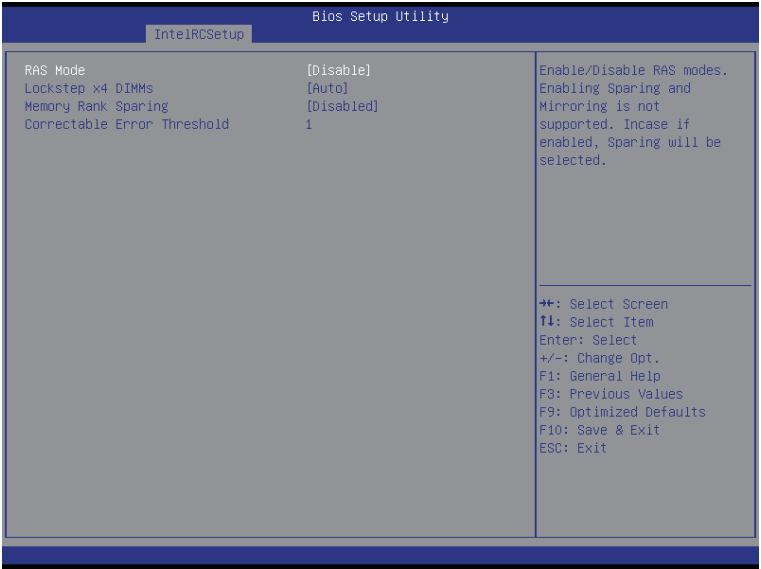 Bios Setup Utility
IntelRCSetup
RAS Mode [Disable]
Lockstep x4 DIMMs [Auto]
Memory Rank Sparing [Disabled]
Correctable Error Threshold 1
Enable/Disable RAS modes.
Enabling Sparing and
Mirroring is not
supported. Incase if
enabled, Sparing will be
selected.
→←: Select Screen
↑↓: Select Item
Enter: Select
+/-: Change Opt.
F1: General Help
F3: Previous Values
F9: Optimized Defaults
F10: Save & Exit
ESC: Exit